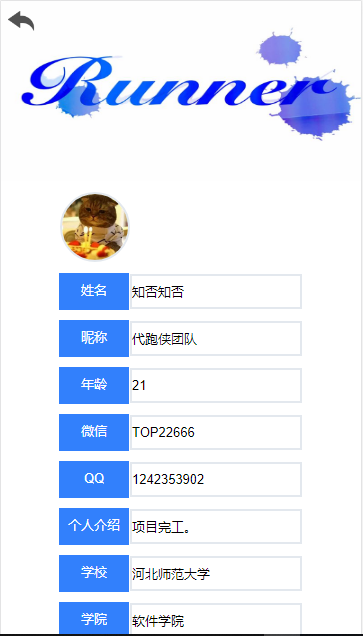 Runner
姓名 知否知否
昵称 代跑侠团队
年龄 21
微信 TOP22666
QQ 1242353902
个人介绍 项目完工。
学校 河北师范大学
学院 软件学院